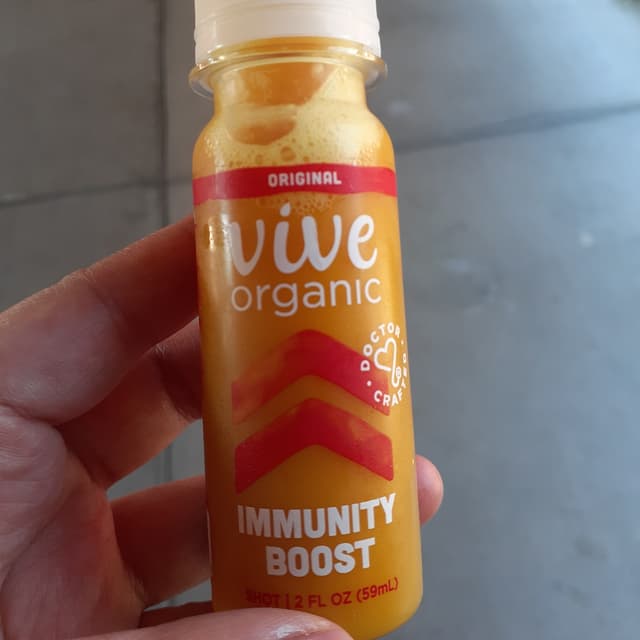 ORIGINAL
vive
organic
DOCTOR
CRAFTED
IMMUNITY
BOOST
SHOT | 2 FL OZ (59mL)